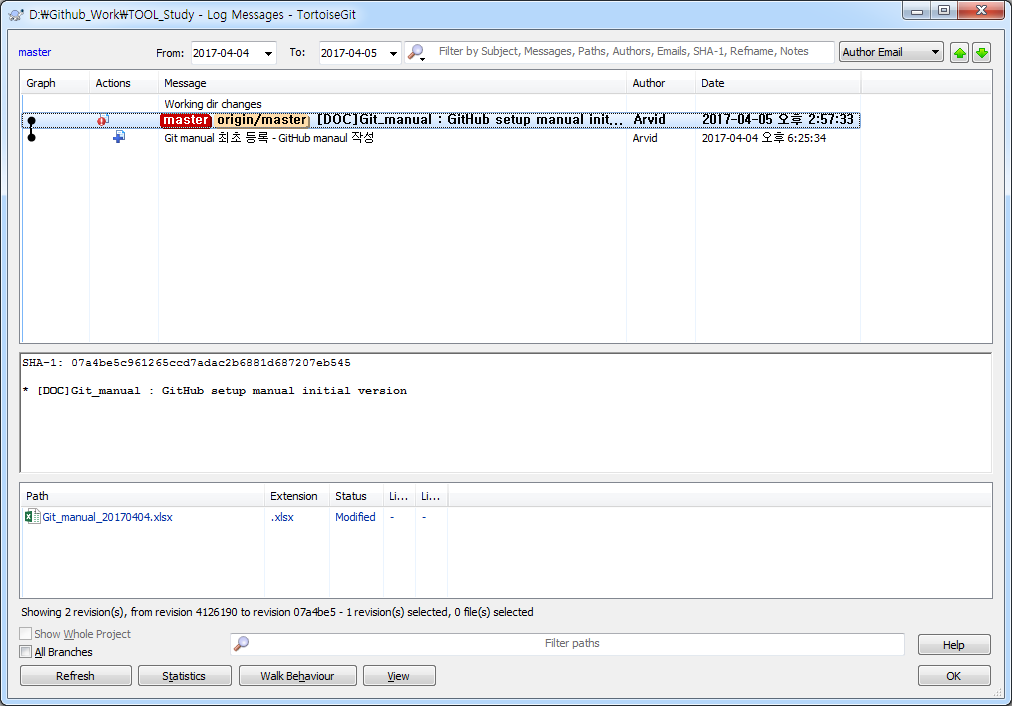 D:₩Github_Work₩TOOL_Study - Log Messages - TortoiseGit
master From: 2017-04-04 To: 2017-04-05 Filter by Subject, Messages, Paths, Authors, Emails, SHA-1, Refname, Notes Author Email
Graph Actions Message Author Date
Working dir changes
master origin/master [DOC]Git_manual : GitHub setup manual init... Arvid 2017-04-05 오후 2:57:33
Git manual 최초 등록 - GitHub manaul 작성 Arvid 2017-04-04 오후 6:25:34
SHA-1: 07a4be5c961265ccd7adac2b6881d687207eb545
* [DOC]Git_manual : GitHub setup manual initial version
Path Extension Status Li... Li...
Git_manual_20170404.xlsx .xlsx Modified - -
Showing 2 revision(s), from revision 4126190 to revision 07a4be5 - 1 revision(s) selected, 0 file(s) selected
Show Whole Project
Filter paths Help
All Branches
Refresh Statistics Walk Behaviour View OK